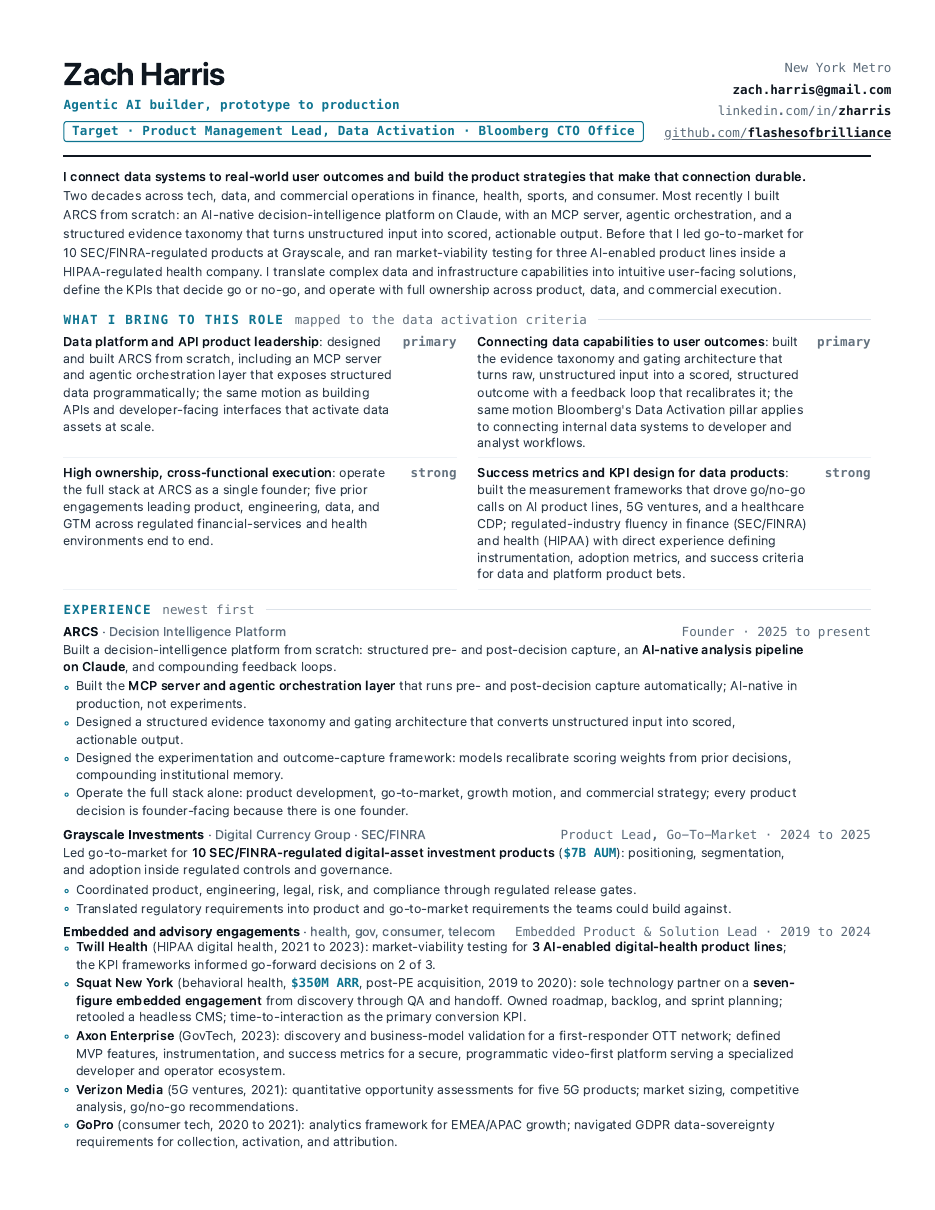 Zach Harris
Agentic AI builder, prototype to production
Target · Product Management Lead, Data Activation · Bloomberg CTO Office
New York Metro
zach.harris@gmail.com
linkedin.com/in/zharris
github.com/flashesofbrilliance
I connect data systems to real-world user outcomes and build the product strategies that make that connection durable.
Two decades across tech, data, and commercial operations in finance, health, sports, and consumer. Most recently I built
ARCS from scratch: an AI-native decision-intelligence platform on Claude, with an MCP server, agentic orchestration, and a
structured evidence taxonomy that turns unstructured input into scored, actionable output. Before that I led go-to-market for
10 SEC/FINRA-regulated products at Grayscale, and ran market-viability testing for three AI-enabled product lines inside a
HIPAA-regulated health company. I translate complex data and infrastructure capabilities into intuitive user-facing solutions,
define the KPIs that decide go or no-go, and operate with full ownership across product, data, and commercial execution.
WHAT I BRING TO THIS ROLE mapped to the data activation criteria
Data platform and API product leadership: designed primary
and built ARCS from scratch, including an MCP server
and agentic orchestration layer that exposes structured
data programmatically; the same motion as building
APIs and developer-facing interfaces that activate data
assets at scale.
Connecting data capabilities to user outcomes: built primary
the evidence taxonomy and gating architecture that
turns raw, unstructured input into a scored, structured
outcome with a feedback loop that recalibrates it; the
same motion Bloomberg's Data Activation pillar applies
to connecting internal data systems to developer and
analyst workflows.
High ownership, cross-functional execution: operate strong
the full stack at ARCS as a single founder; five prior
engagements leading product, engineering, data, and
GTM across regulated financial-services and health
environments end to end.
Success metrics and KPI design for data products: strong
built the measurement frameworks that drove go/no-go
calls on AI product lines, 5G ventures, and a healthcare
CDP; regulated-industry fluency in finance (SEC/FINRA)
and health (HIPAA) with direct experience defining
instrumentation, adoption metrics, and success criteria
for data and platform product bets.
EXPERIENCE newest first
ARCS · Decision Intelligence Platform Founder · 2025 to present
Built a decision-intelligence platform from scratch: structured pre- and post-decision capture, an AI-native analysis pipeline
on Claude, and compounding feedback loops.
Built the MCP server and agentic orchestration layer that runs pre- and post-decision capture automatically; AI-native in
production, not experiments.
Designed a structured evidence taxonomy and gating architecture that converts unstructured input into scored,
actionable output.
Designed the experimentation and outcome-capture framework: models recalibrate scoring weights from prior decisions,
compounding institutional memory.
Operate the full stack alone: product development, go-to-market, growth motion, and commercial strategy; every product
decision is founder-facing because there is one founder.
Grayscale Investments · Digital Currency Group · SEC/FINRA Product Lead, Go-To-Market · 2024 to 2025
Led go-to-market for 10 SEC/FINRA-regulated digital-asset investment products ($7B AUM): positioning, segmentation,
and adoption inside regulated controls and governance.
Coordinated product, engineering, legal, risk, and compliance through regulated release gates.
Translated regulatory requirements into product and go-to-market requirements the teams could build against.
Embedded and advisory engagements · health, gov, consumer, telecom Embedded Product & Solution Lead · 2019 to 2024
Twill Health (HIPAA digital health, 2021 to 2023): market-viability testing for 3 AI-enabled digital-health product lines;
the KPI frameworks informed go-forward decisions on 2 of 3.
Squat New York (behavioral health, $350M ARR, post-PE acquisition, 2019 to 2020): sole technology partner on a seven-
figure embedded engagement from discovery through QA and handoff. Owned roadmap, backlog, and sprint planning;
retooled a headless CMS; time-to-interaction as the primary conversion KPI.
Axon Enterprise (GovTech, 2023): discovery and business-model validation for a first-responder OTT network; defined
MVP features, instrumentation, and success metrics for a secure, programmatic video-first platform serving a specialized
developer and operator ecosystem.
Verizon Media (5G ventures, 2021): quantitative opportunity assessments for five 5G products; market sizing, competitive
analysis, go/no-go recommendations.
GoPro (consumer tech, 2020 to 2021): analytics framework for EMEA/APAC growth; navigated GDPR data-sovereignty
requirements for collection, activation, and attribution.